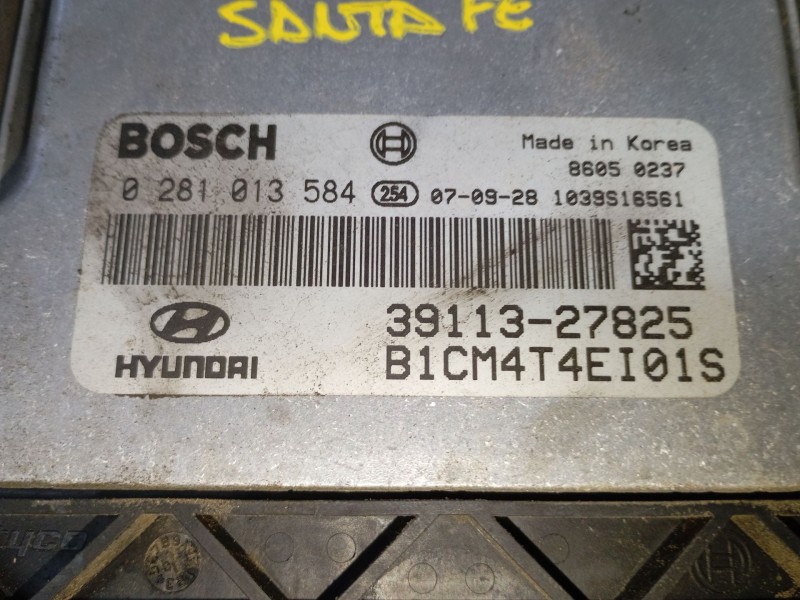 SANTA FE
BOSCH
Made in Korea
8605 0237
0 281 013 584 254 07-09-28 1039S16561
HYUNDAI
39113-27825
B1CM4T4EI01S